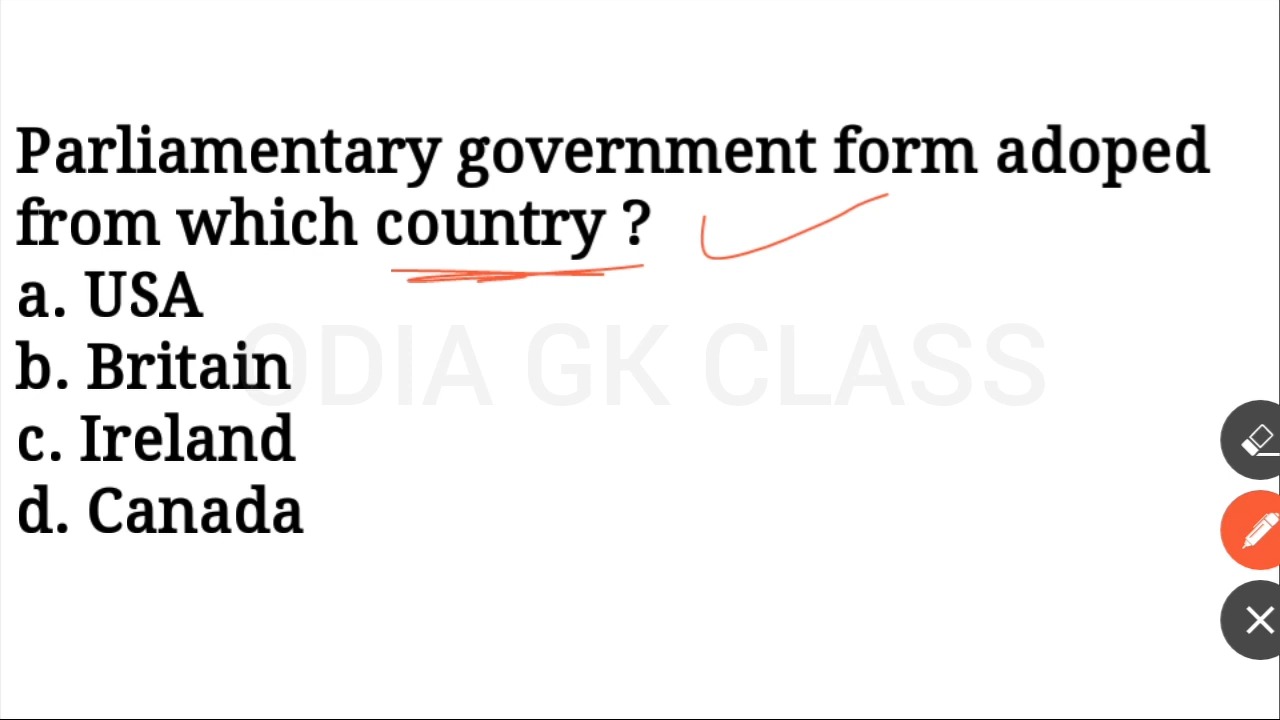 Parliamentary government form adoped
from which country ?
a. USA
b. Britain
c. Ireland
d. Canada
ODIA GK CLASS